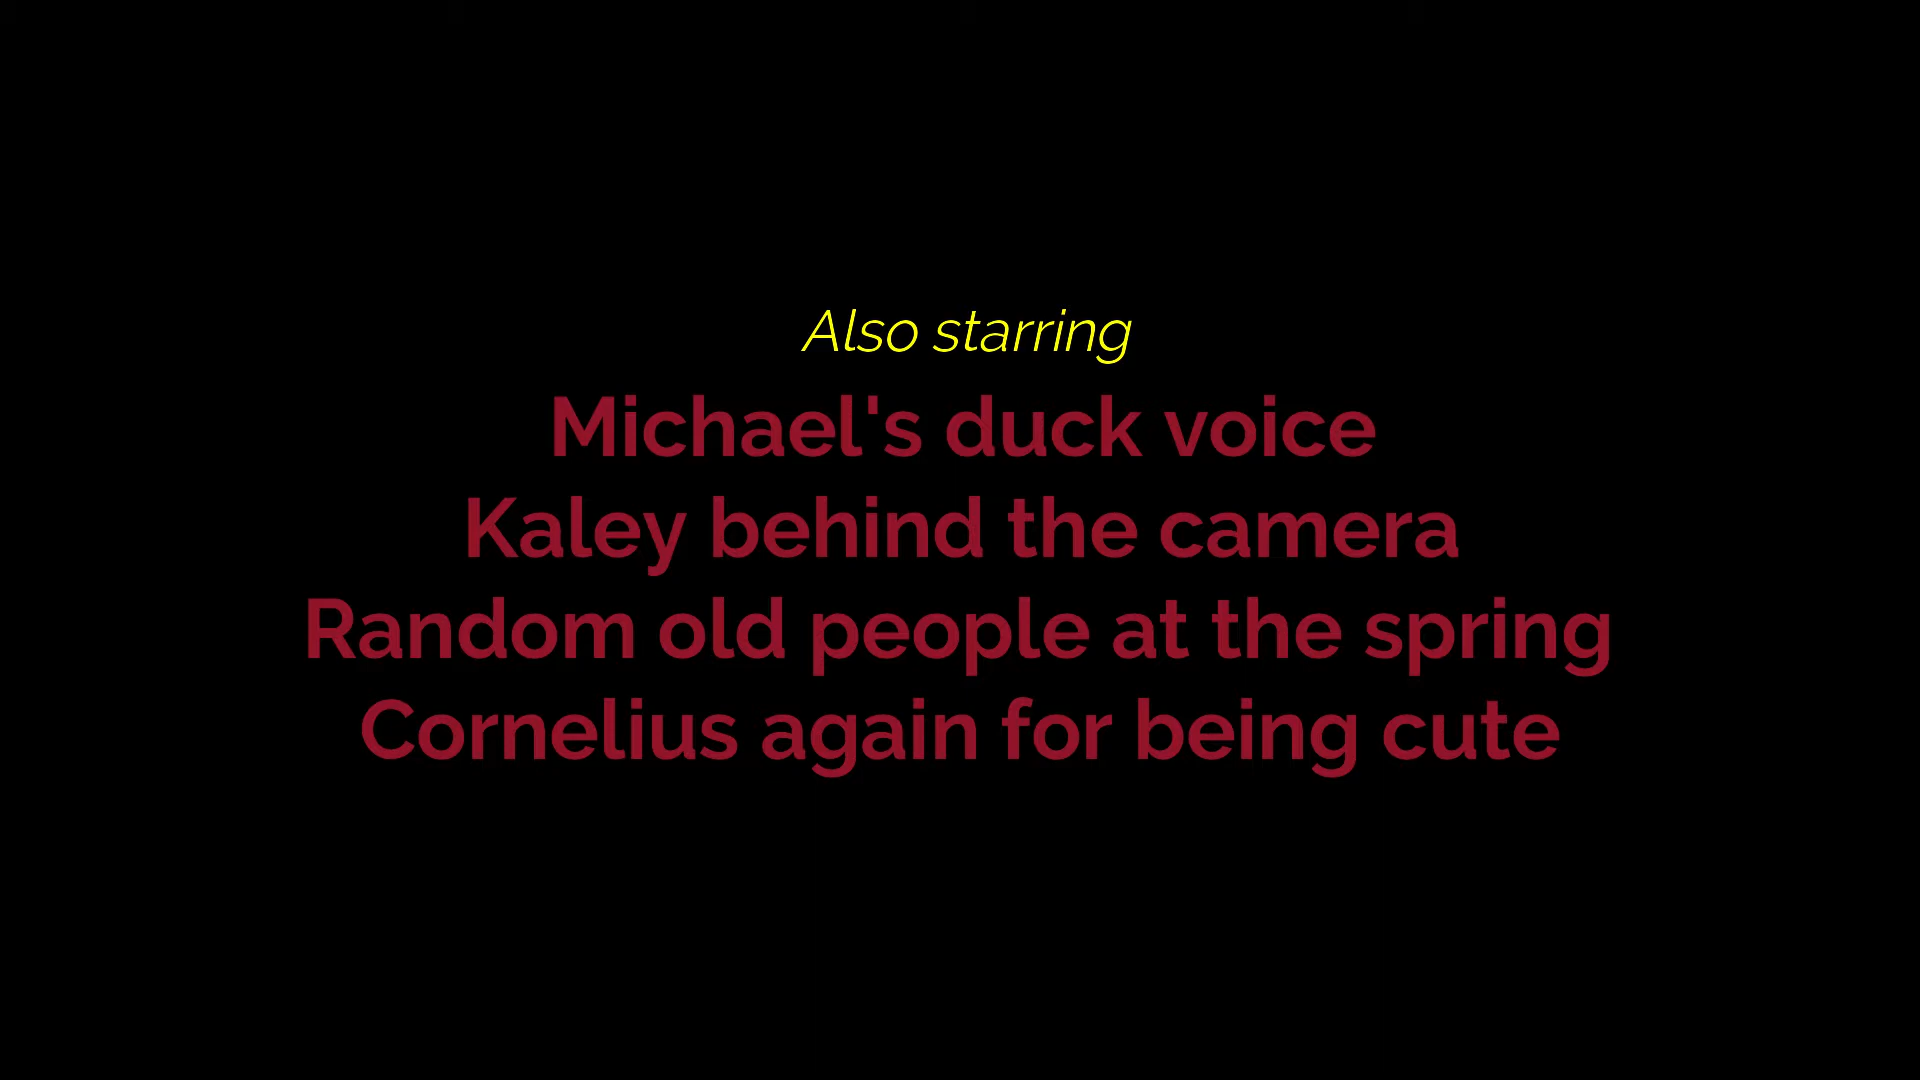 Also starring
Michael's duck voice
Kaley behind the camera
Random old people at the spring
Cornelius again for being cute